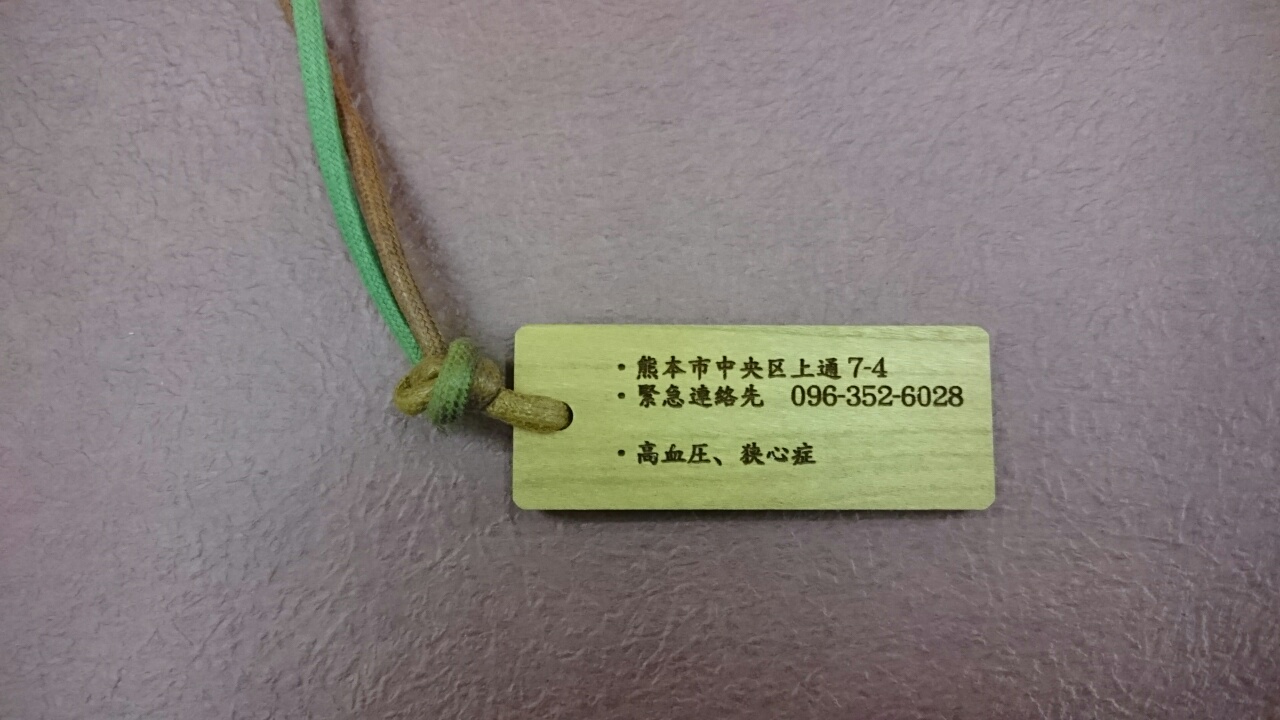 ・熊本市中央区上通7-4
・緊急連絡先　096-352-6028
・高血圧、狭心症